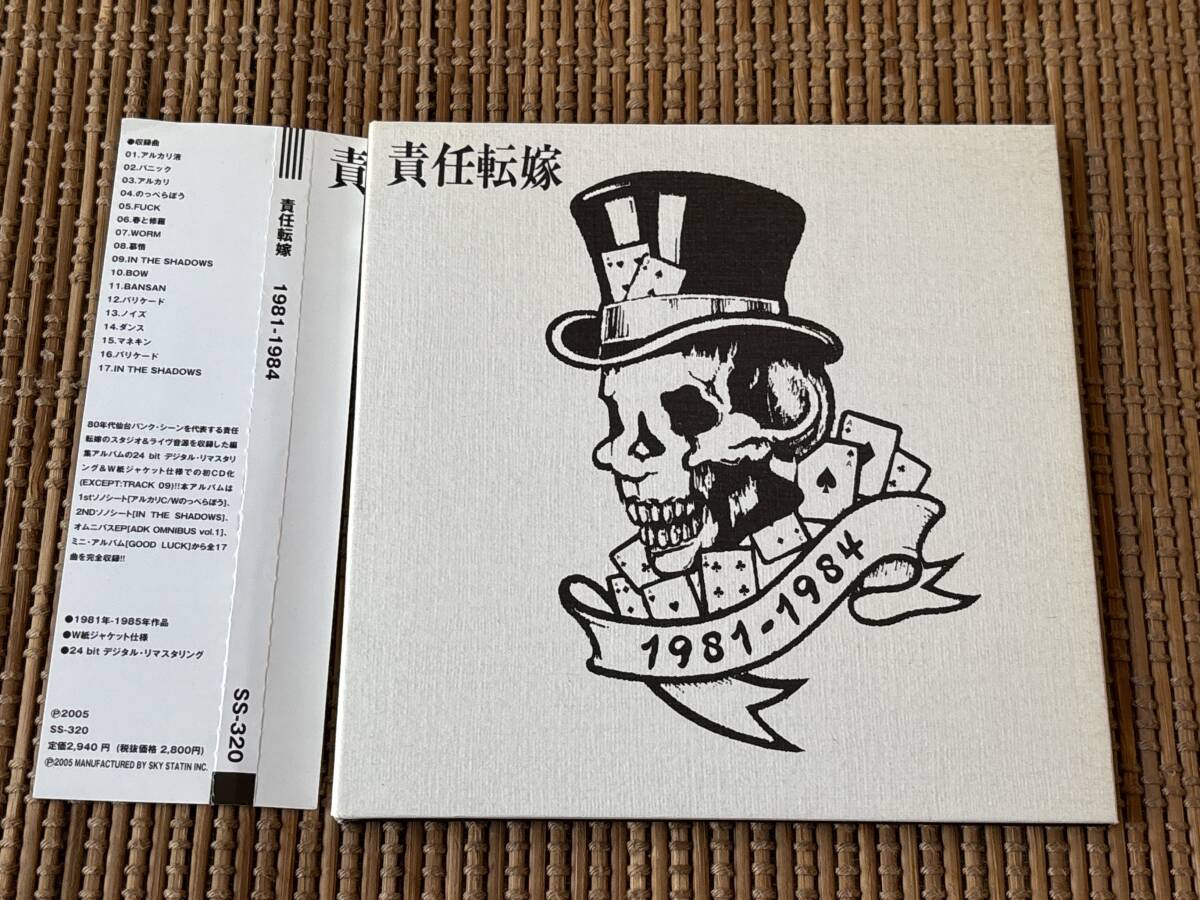 ●収録曲
01.アルカリ液
02.パニック
03.アルカリ
04.のっぺらぼう
05.FUCK
06.春と修羅
07.WORM
08.慕情
09.IN THE SHADOWS
10.BOW
11.BANSAN
12.バリケード
13.ノイズ
14.ダンス
15.マネキン
16.バリケード
17.IN THE SHADOWS
80年代仙台パンク・シーンを代表する責任
転嫁のスタジオ&ライヴ音源を収録した編
集アルバムの24 bit デジタル・リマスタリ
ング&W紙ジャケット仕様での初CD化
(EXCEPT:TRACK 09)!!本アルバムは
1stソノシート[アルカリC/Wのっぺらぼう]、
2NDソノシート[IN THE SHADOWS]、
オムニバスEP[ADK OMNIBUS vol.1]、
ミニ・アルバム[GOOD LUCK]から全17
曲を完全収録!!
●1981年-1985年作品
●W紙ジャケット仕様
●24 bit デジタル・リマスタリング
Ⓟ2005
SS-320
定価2,940 円 (税抜価格 2,800円)
Ⓟ2005 MANUFACTURED BY SKY STATIN INC.
責任転嫁 1981-1984
SS-320
責
責任転嫁
A
A
1981-1984